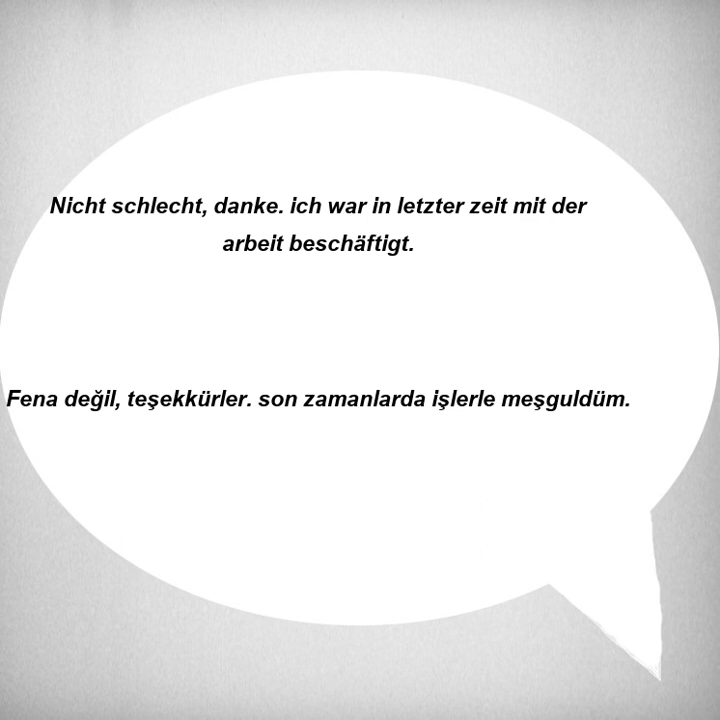 Nicht schlecht, danke. ich war in letzter zeit mit der
arbeit beschäftigt.
Fena değil, teşekkürler. son zamanlarda işlerle meşguldüm.